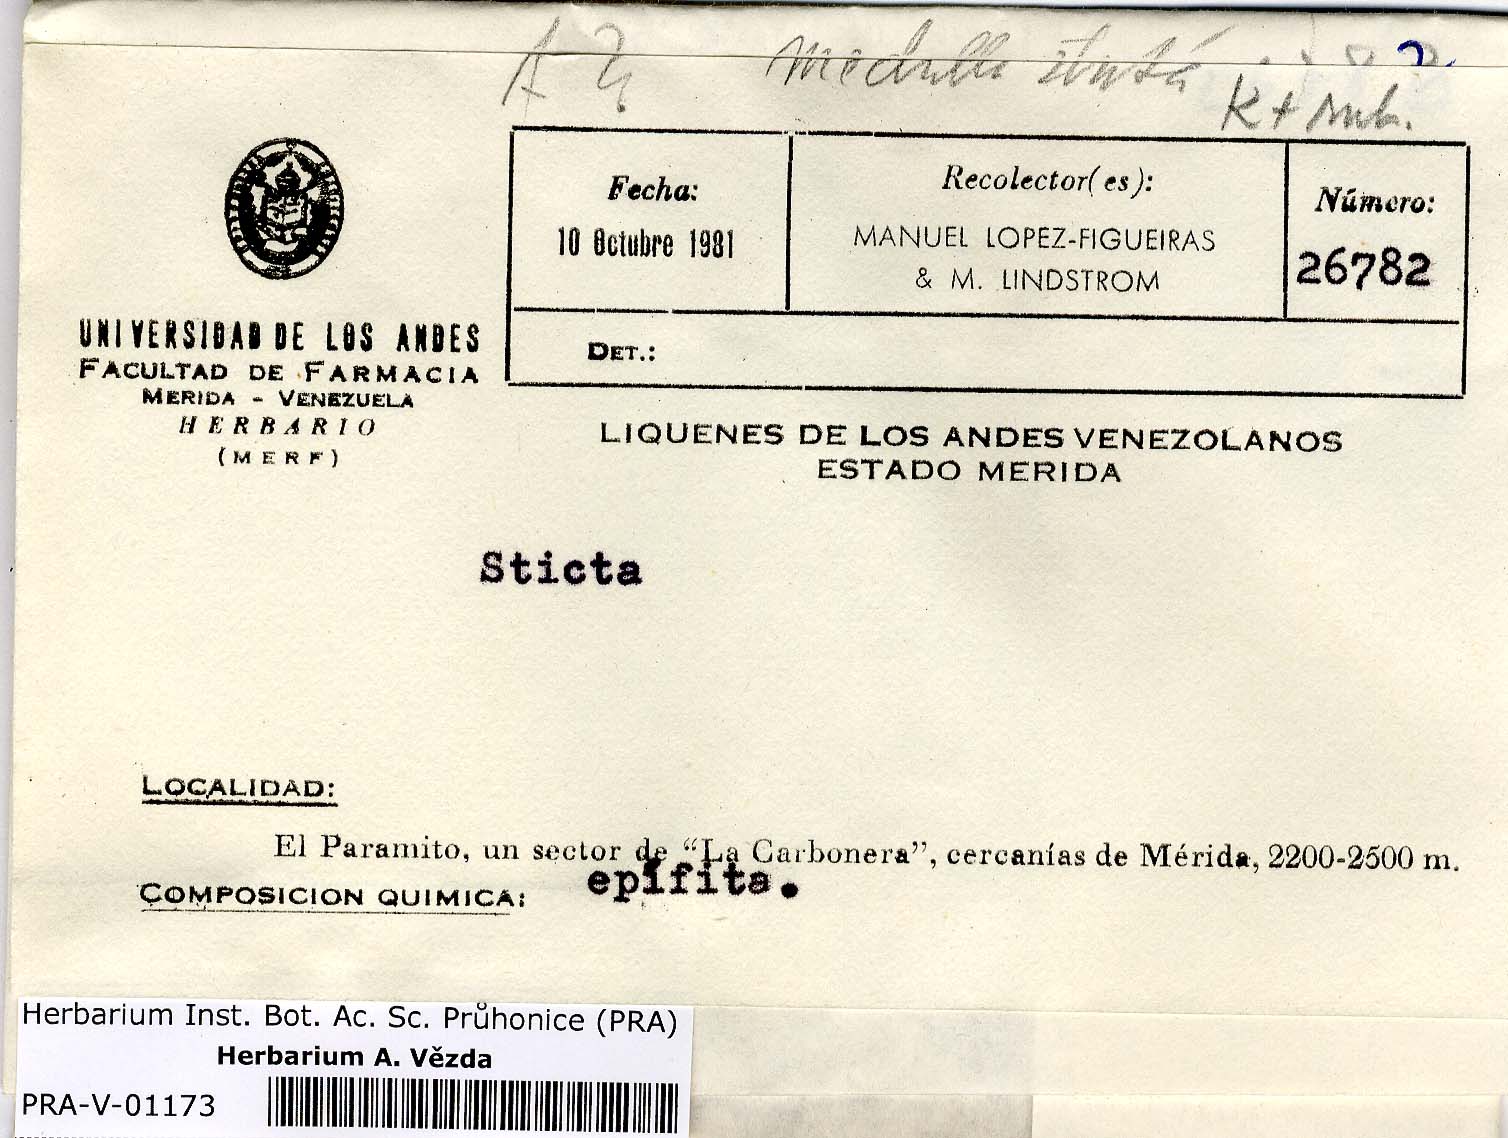 K +
Fecha:
10 Octubre 1981
Recolector(es):
MANUEL LOPEZ-FIGUEIRAS
& M. LINDSTROM
Número:
26782
DET.:
UNIVERSIDAD DE LOS ANDES
FACULTAD DE FARMACIA
MERIDA - VENEZUELA
HERBARIO
(MERF)
LIQUENES DE LOS ANDES VENEZOLANOS
ESTADO MERIDA
Sticta
LOCALIDAD:
El Paramito, un sector de "La Carbonera", cercanías de Mérida, 2200-2500 m.
epífita.
COMPOSICION QUIMICA:
Herbarium Inst. Bot. Ac. Sc. Průhonice (PRA)
Herbarium A. Vězda
PRA-V-01173